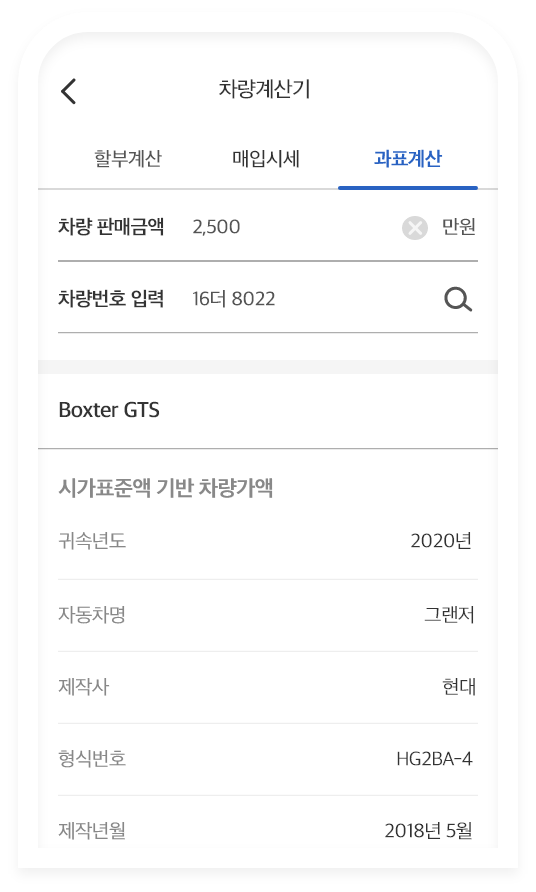 차량계산기
할부계산 매입시세 과표계산
차량 판매금액 2,500 만원
차량번호 입력 16더 8022
Boxter GTS
시가표준액 기반 차량가액
귀속년도 2020년
자동차명 그랜저
제작사 현대
형식번호 HG2BA-4
제작년월 2018년 5월